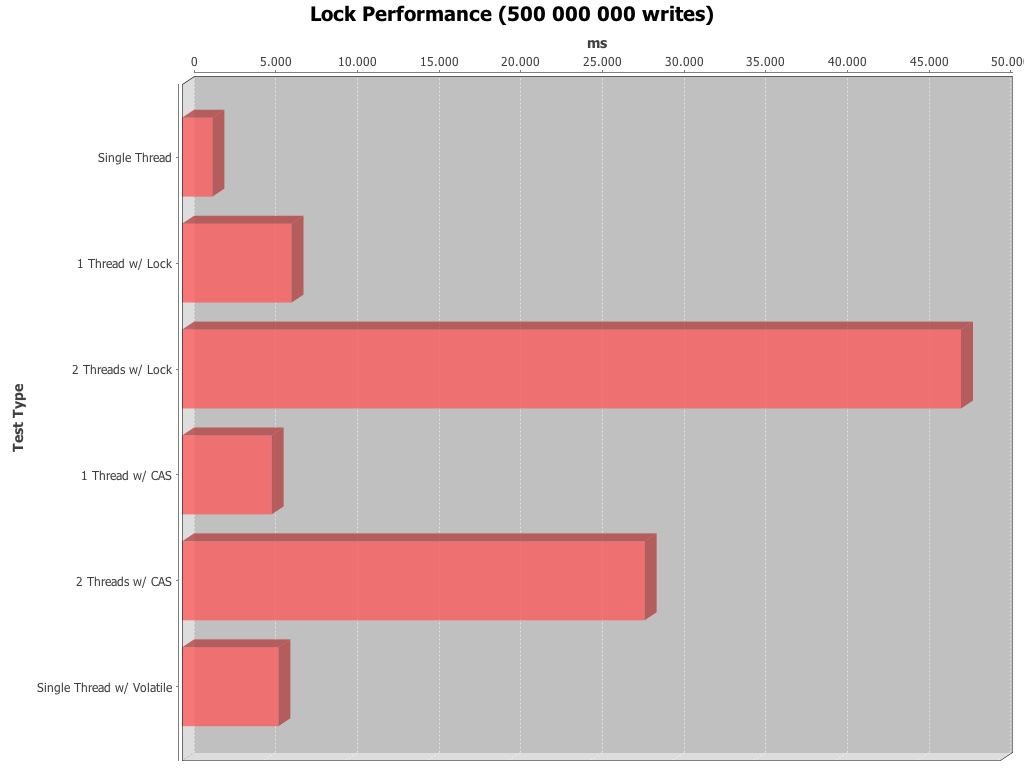 Lock Performance (500 000 000 writes)
ms
0 5.000 10.000 15.000 20.000 25.000 30.000 35.000 40.000 45.000 50.00
Single Thread
1 Thread w/ Lock
2 Threads w/ Lock
1 Thread w/ CAS
2 Threads w/ CAS
Single Thread w/ Volatile
Test Type